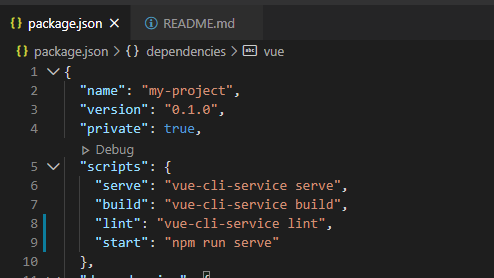 {} package.json × ⓘ README.md
{} package.json > {} dependencies > abc vue
1 {
2 "name": "my-project",
3 "version": "0.1.0",
4 "private": true,
Debug
5 "scripts": {
6 "serve": "vue-cli-service serve",
7 "build": "vue-cli-service build",
8 "lint": "vue-cli-service lint",
9 "start": "npm run serve"
10 },